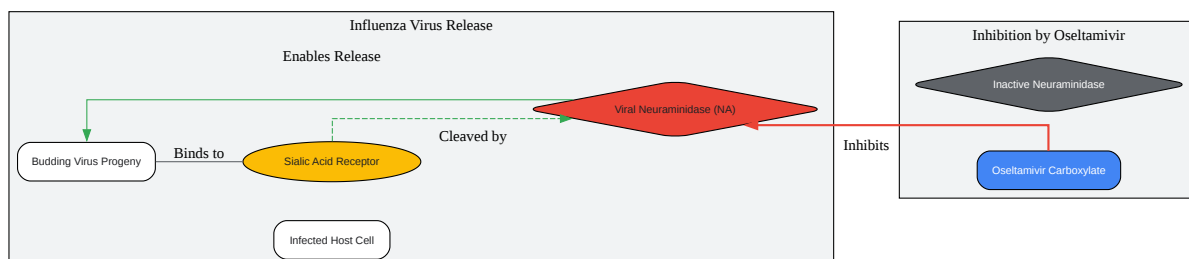 Influenza Virus Release
Enables Release
Viral Neuraminidase (NA)
Cleaved by
Budding Virus Progeny
Binds to
Sialic Acid Receptor
Infected Host Cell
Inhibits
Inhibition by Oseltamivir
Inactive Neuraminidase
Oseltamivir Carboxylate